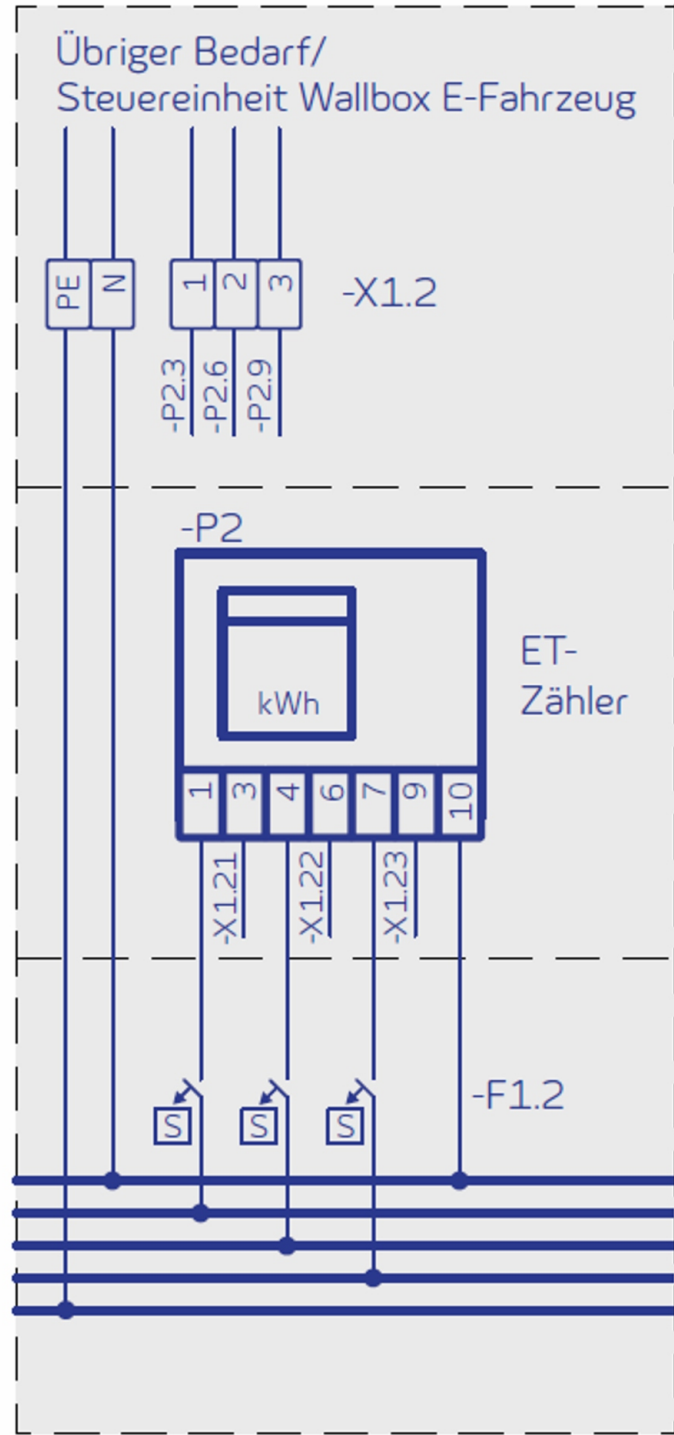 Übriger Bedarf/
Steuereinheit Wallbox E-Fahrzeug
PE N 1 2 3 -X1.2
-P2.3 -P2.6 -P2.9
-P2
kWh
ET-
Zähler
1 3 4 6 7 9 10
-X1.21 -X1.22 -X1.23
-F1.2
S S S